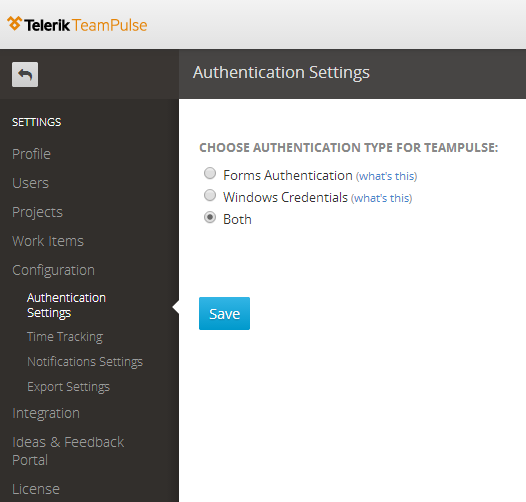 Telerik TeamPulse
Authentication Settings
SETTINGS
Profile
Users
Projects
Work Items
Configuration
Authentication
Settings
Time Tracking
Notifications Settings
Export Settings
Integration
Ideas & Feedback
Portal
License
CHOOSE AUTHENTICATION TYPE FOR TEAMPULSE:
Forms Authentication (what's this)
Windows Credentials (what's this)
Both
Save